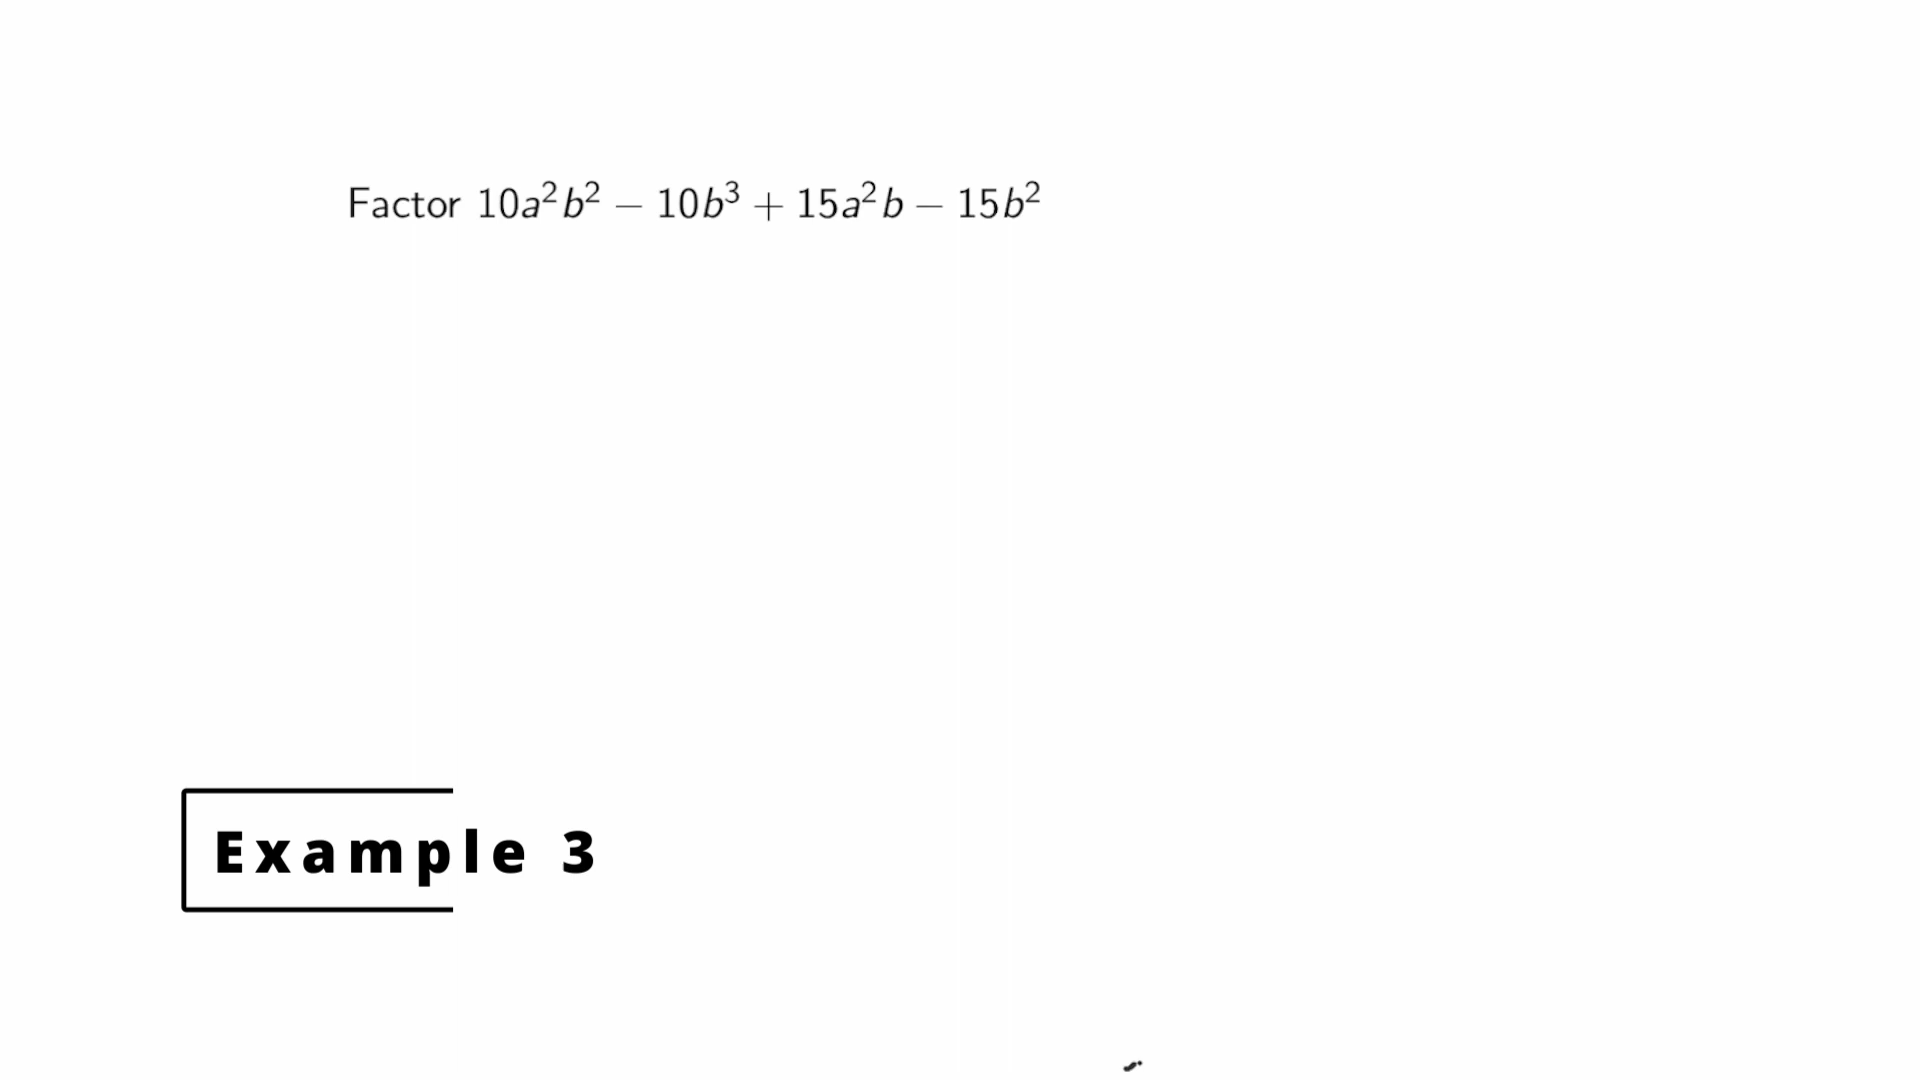 Factor 10a²b² − 10b³ + 15a²b − 15b²
Example 3